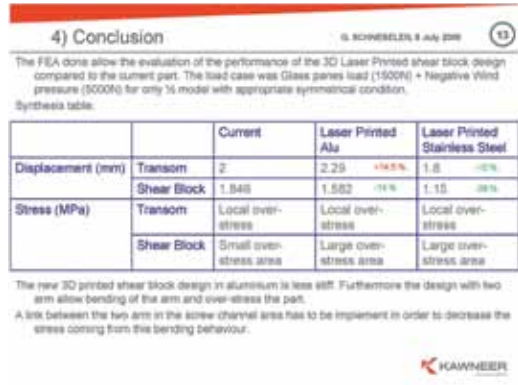 4) Conclusion
G. SCHNEBELEN, 8 July 2009
13
The FEA done allow the evaluation of the performance of the 3D Laser Printed shear block design
compared to the current part. The load case was Glass panes load (1500N) + Negative Wind
pressure (5000N) for only ½ model with appropriate symmetrical condition.
Synthesis table:
Current Laser Printed Laser Printed
Alu Stainless Steel
Displacement (mm) Transom 2 2.29 +14.5% 1.8
Shear Block 1.846 1.582 1.15
Stress (MPa) Transom Local over- Local over- Local over-
stress stress stress
Shear Block Small over- Large over- Large over-
stress area stress area stress area
The new 3D printed shear block design in aluminium is less stiff. Furthermore the design with two
arm allow bending of the arm and over-stress the part.
A link between the two arm in the screw channel area has to be implement in order to decrease the
stress coming from this bending behaviour.
KAWNEER